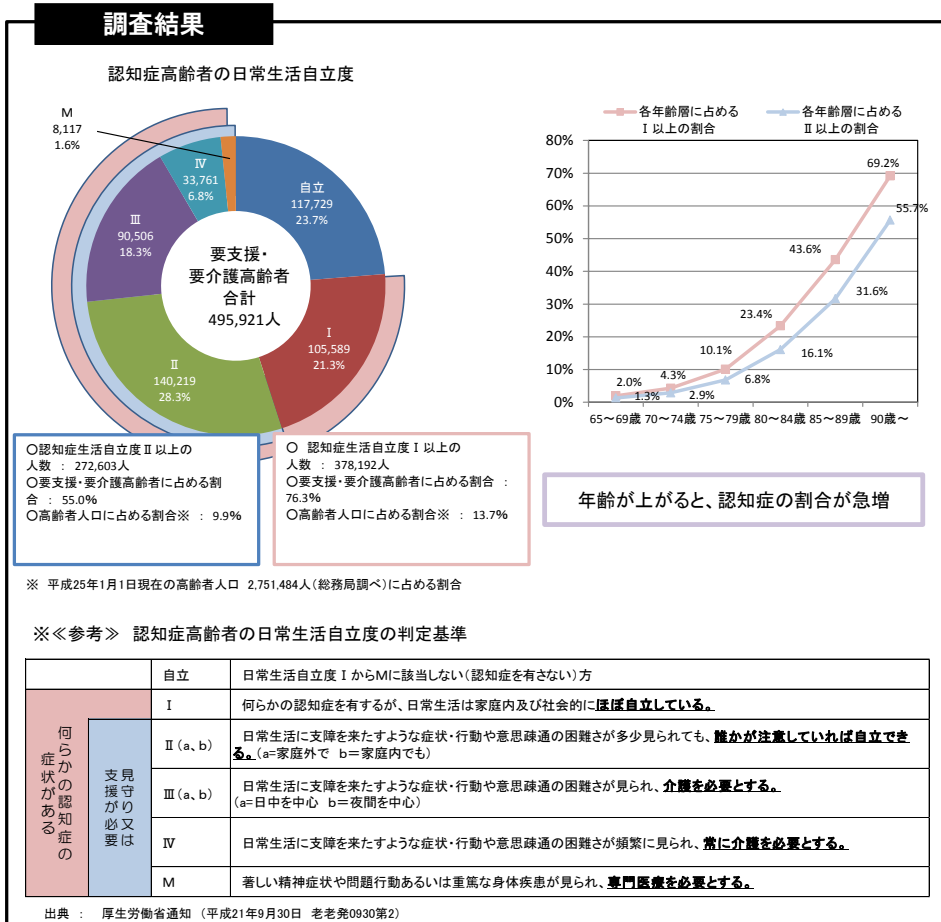 調査結果
認知症高齢者の日常生活自立度
M
8,117
1.6%
Ⅳ
33,761
6.8%
自立
117,729
23.7%
Ⅲ
90,506
18.3%
要支援・
要介護高齢者
合計
495,921人
Ⅰ
105,589
21.3%
Ⅱ
140,219
28.3%
○認知症生活自立度Ⅱ以上の
人数 : 272,603人
○要支援・要介護高齢者に占める割
合 : 55.0%
○高齢者人口に占める割合※ : 9.9%
○ 認知症生活自立度Ⅰ以上の
人数 : 378,192人
○要支援・要介護高齢者に占める割合 :
76.3%
○高齢者人口に占める割合※ : 13.7%
各年齢層に占める
Ⅰ以上の割合
各年齢層に占める
Ⅱ以上の割合
80%
70%
60%
50%
40%
30%
20%
10%
0%
69.2%
55.7%
43.6%
31.6%
23.4%
16.1%
10.1%
6.8%
4.3%
2.9%
2.0%
1.3%
65～69歳 70～74歳 75～79歳 80～84歳 85～89歳 90歳～
年齢が上がると、認知症の割合が急増
※ 平成25年1月1日現在の高齢者人口 2,751,484人(総務局調べ)に占める割合
※≪参考≫ 認知症高齢者の日常生活自立度の判定基準
自立
日常生活自立度ⅠからMに該当しない(認知症を有さない)方
何らかの認知症の
症状がある
見守り又は
支援が必要
Ⅰ
何らかの認知症を有するが、日常生活は家庭内及び社会的にほぼ自立している。
Ⅱ(a、b)
日常生活に支障を来たすような症状・行動や意思疎通の困難さが多少見られても、誰かが注意していれば自立でき
る。(a=家庭外で b=家庭内でも)
Ⅲ(a、b)
日常生活に支障を来たすような症状・行動や意思疎通の困難さが見られ、介護を必要とする。
(a=日中を中心 b=夜間を中心)
Ⅳ
日常生活に支障を来たすような症状・行動や意思疎通の困難さが頻繁に見られ、常に介護を必要とする。
M
著しい精神症状や問題行動あるいは重篤な身体疾患が見られ、専門医療を必要とする。
出典 : 厚生労働省通知 (平成21年9月30日 老老発0930第2)